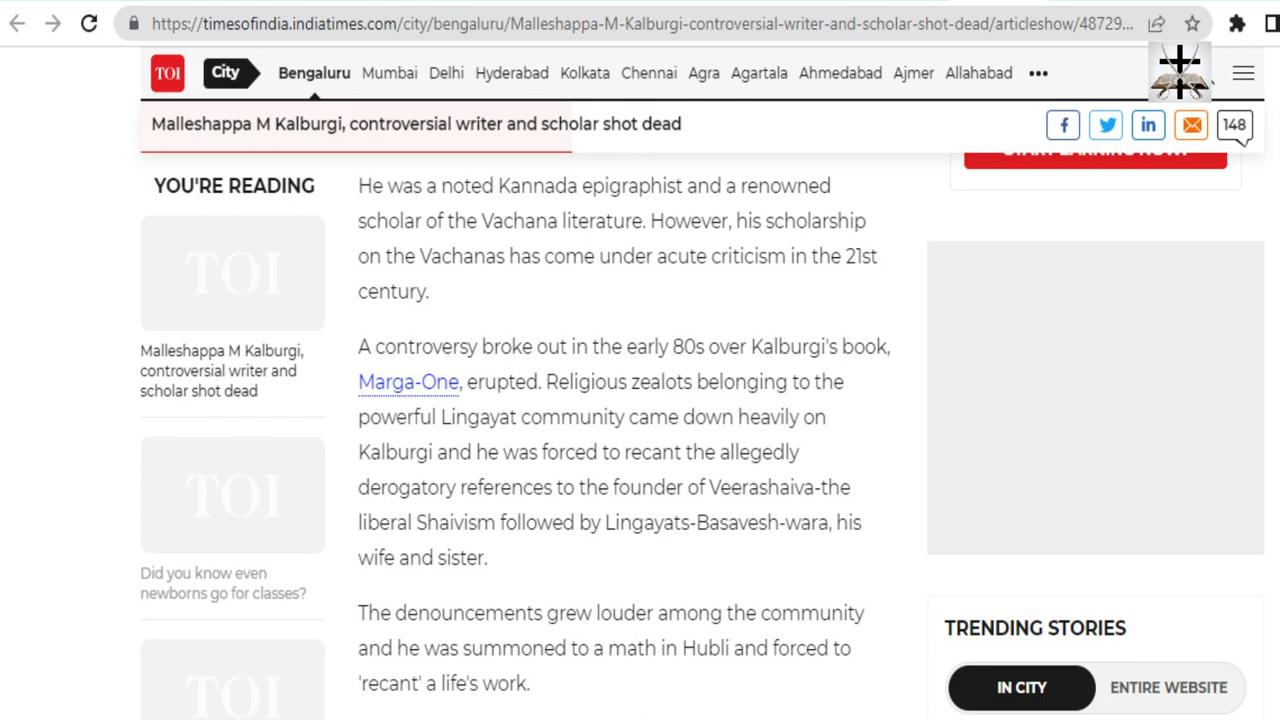 https://timesofindia.indiatimes.com/city/bengaluru/Malleshappa-M-Kalburgi-controversial-writer-and-scholar-shot-dead/articleshow/48729...
TOI City Bengaluru Mumbai Delhi Hyderabad Kolkata Chennai Agra Agartala Ahmedabad Ajmer Allahabad •••
Malleshappa M Kalburgi, controversial writer and scholar shot dead
f in 148
START EARNING NOW!
YOU'RE READING
TOI
Malleshappa M Kalburgi,
controversial writer and
scholar shot dead
TOI
Did you know even
newborns go for classes?
TOI
He was a noted Kannada epigraphist and a renowned
scholar of the Vachana literature. However, his scholarship
on the Vachanas has come under acute criticism in the 21st
century.
A controversy broke out in the early 80s over Kalburgi's book,
Marga-One, erupted. Religious zealots belonging to the
powerful Lingayat community came down heavily on
Kalburgi and he was forced to recant the allegedly
derogatory references to the founder of Veerashaiva-the
liberal Shaivism followed by Lingayats-Basavesh-wara, his
wife and sister.
The denouncements grew louder among the community
and he was summoned to a math in Hubli and forced to
'recant' a life's work.
TRENDING STORIES
IN CITY ENTIRE WEBSITE